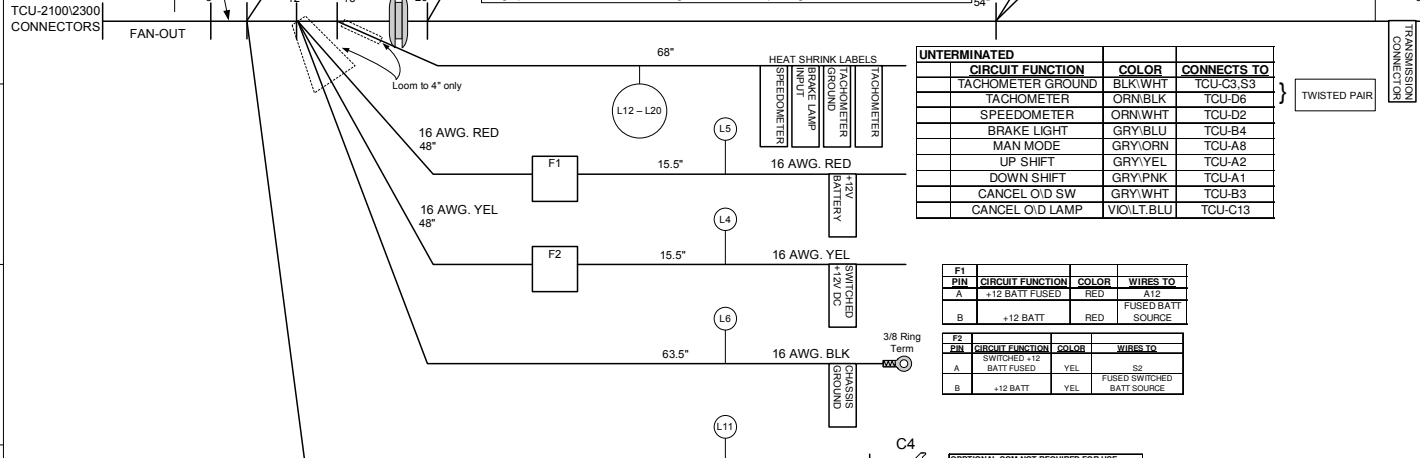 TCU-2100\2300
CONNECTORS
FAN-OUT
54"
TRANSMISSION
CONNECTOR
68"
Loom to 4" only
L12 – L20
HEAT SHRINK LABELS
SPEEDOMETER
BRAKE LAMP
INPUT
TACHOMETER
GROUND
TACHOMETER
UNTERMINATED
CIRCUIT FUNCTION COLOR CONNECTS TO
TACHOMETER GROUND BLK\WHT TCU-C3,S3
TACHOMETER ORN\BLK TCU-D6
SPEEDOMETER ORN\WHT TCU-D2
BRAKE LIGHT GRY\BLU TCU-B4
MAN MODE GRY\ORN TCU-A8
UP SHIFT GRY\YEL TCU-A2
DOWN SHIFT GRY\PNK TCU-A1
CANCEL O\D SW GRY\WHT TCU-B3
CANCEL O\D LAMP VIO\LT.BLU TCU-C13
} TWISTED PAIR
16 AWG. RED
48"
F1
15.5"
L5
16 AWG. RED
+12V
BATTERY
16 AWG. YEL
48"
F2
15.5"
L4
16 AWG. YEL
SWITCHED
+12V DC
L6
63.5"
16 AWG. BLK
CHASSIS
GROUND
3/8 Ring
Term
F1
PIN CIRCUIT FUNCTION COLOR WIRES TO
A +12 BATT FUSED RED A12
B +12 BATT RED FUSED BATT
SOURCE
F2
PIN CIRCUIT FUNCTION COLOR WIRES TO
A SWITCHED +12
BATT FUSED YEL S2
B +12 BATT YEL FUSED SWITCHED
BATT SOURCE
L11
C4